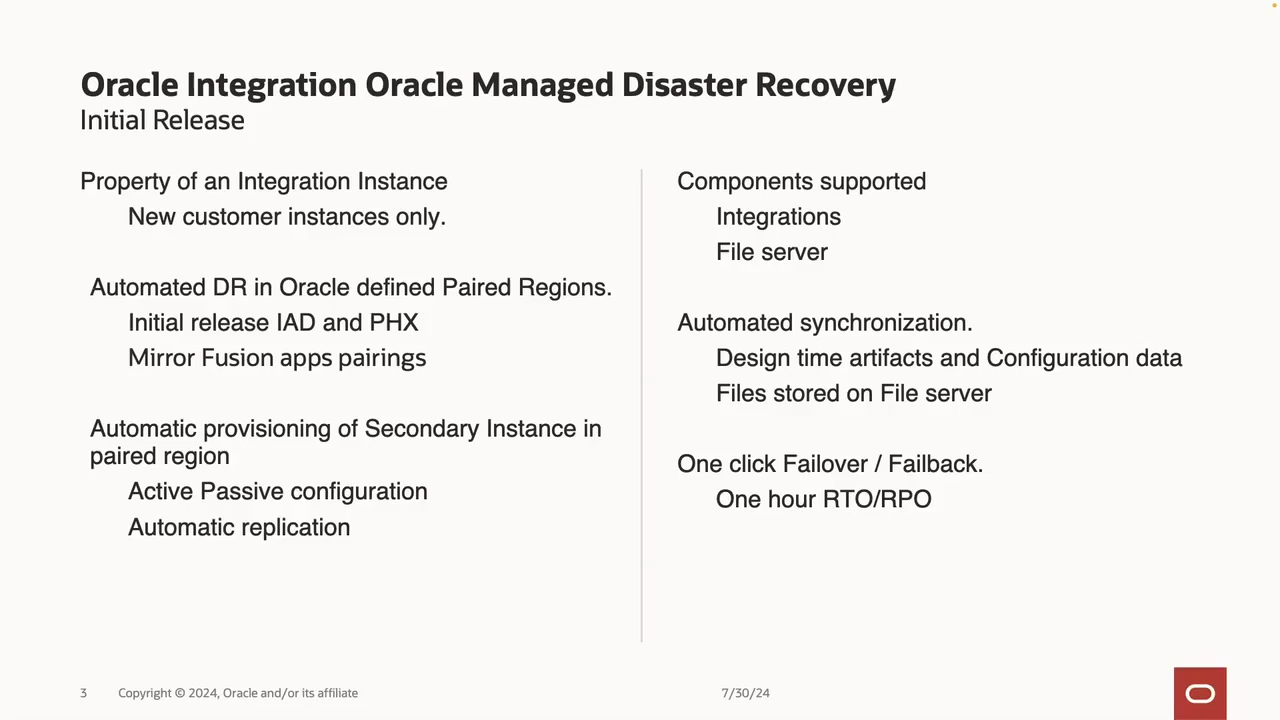 Oracle Integration Oracle Managed Disaster Recovery
Initial Release
Property of an Integration Instance
New customer instances only.
Automated DR in Oracle defined Paired Regions.
Initial release IAD and PHX
Mirror Fusion apps pairings
Automatic provisioning of Secondary Instance in
paired region
Active Passive configuration
Automatic replication
Components supported
Integrations
File server
Automated synchronization.
Design time artifacts and Configuration data
Files stored on File server
One click Failover / Failback.
One hour RTO/RPO
3
Copyright © 2024, Oracle and/or its affiliate
7/30/24